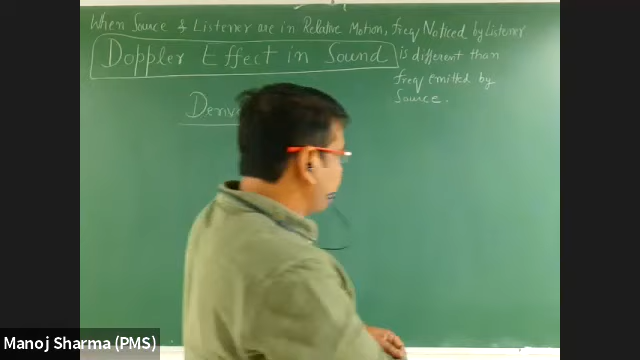 When Source & Listener are in Relative Motion, freq Noticed by Listener
Doppler Effect in Sound is different than
freq Emitted by
Source.
Manoj Sharma (PMS)